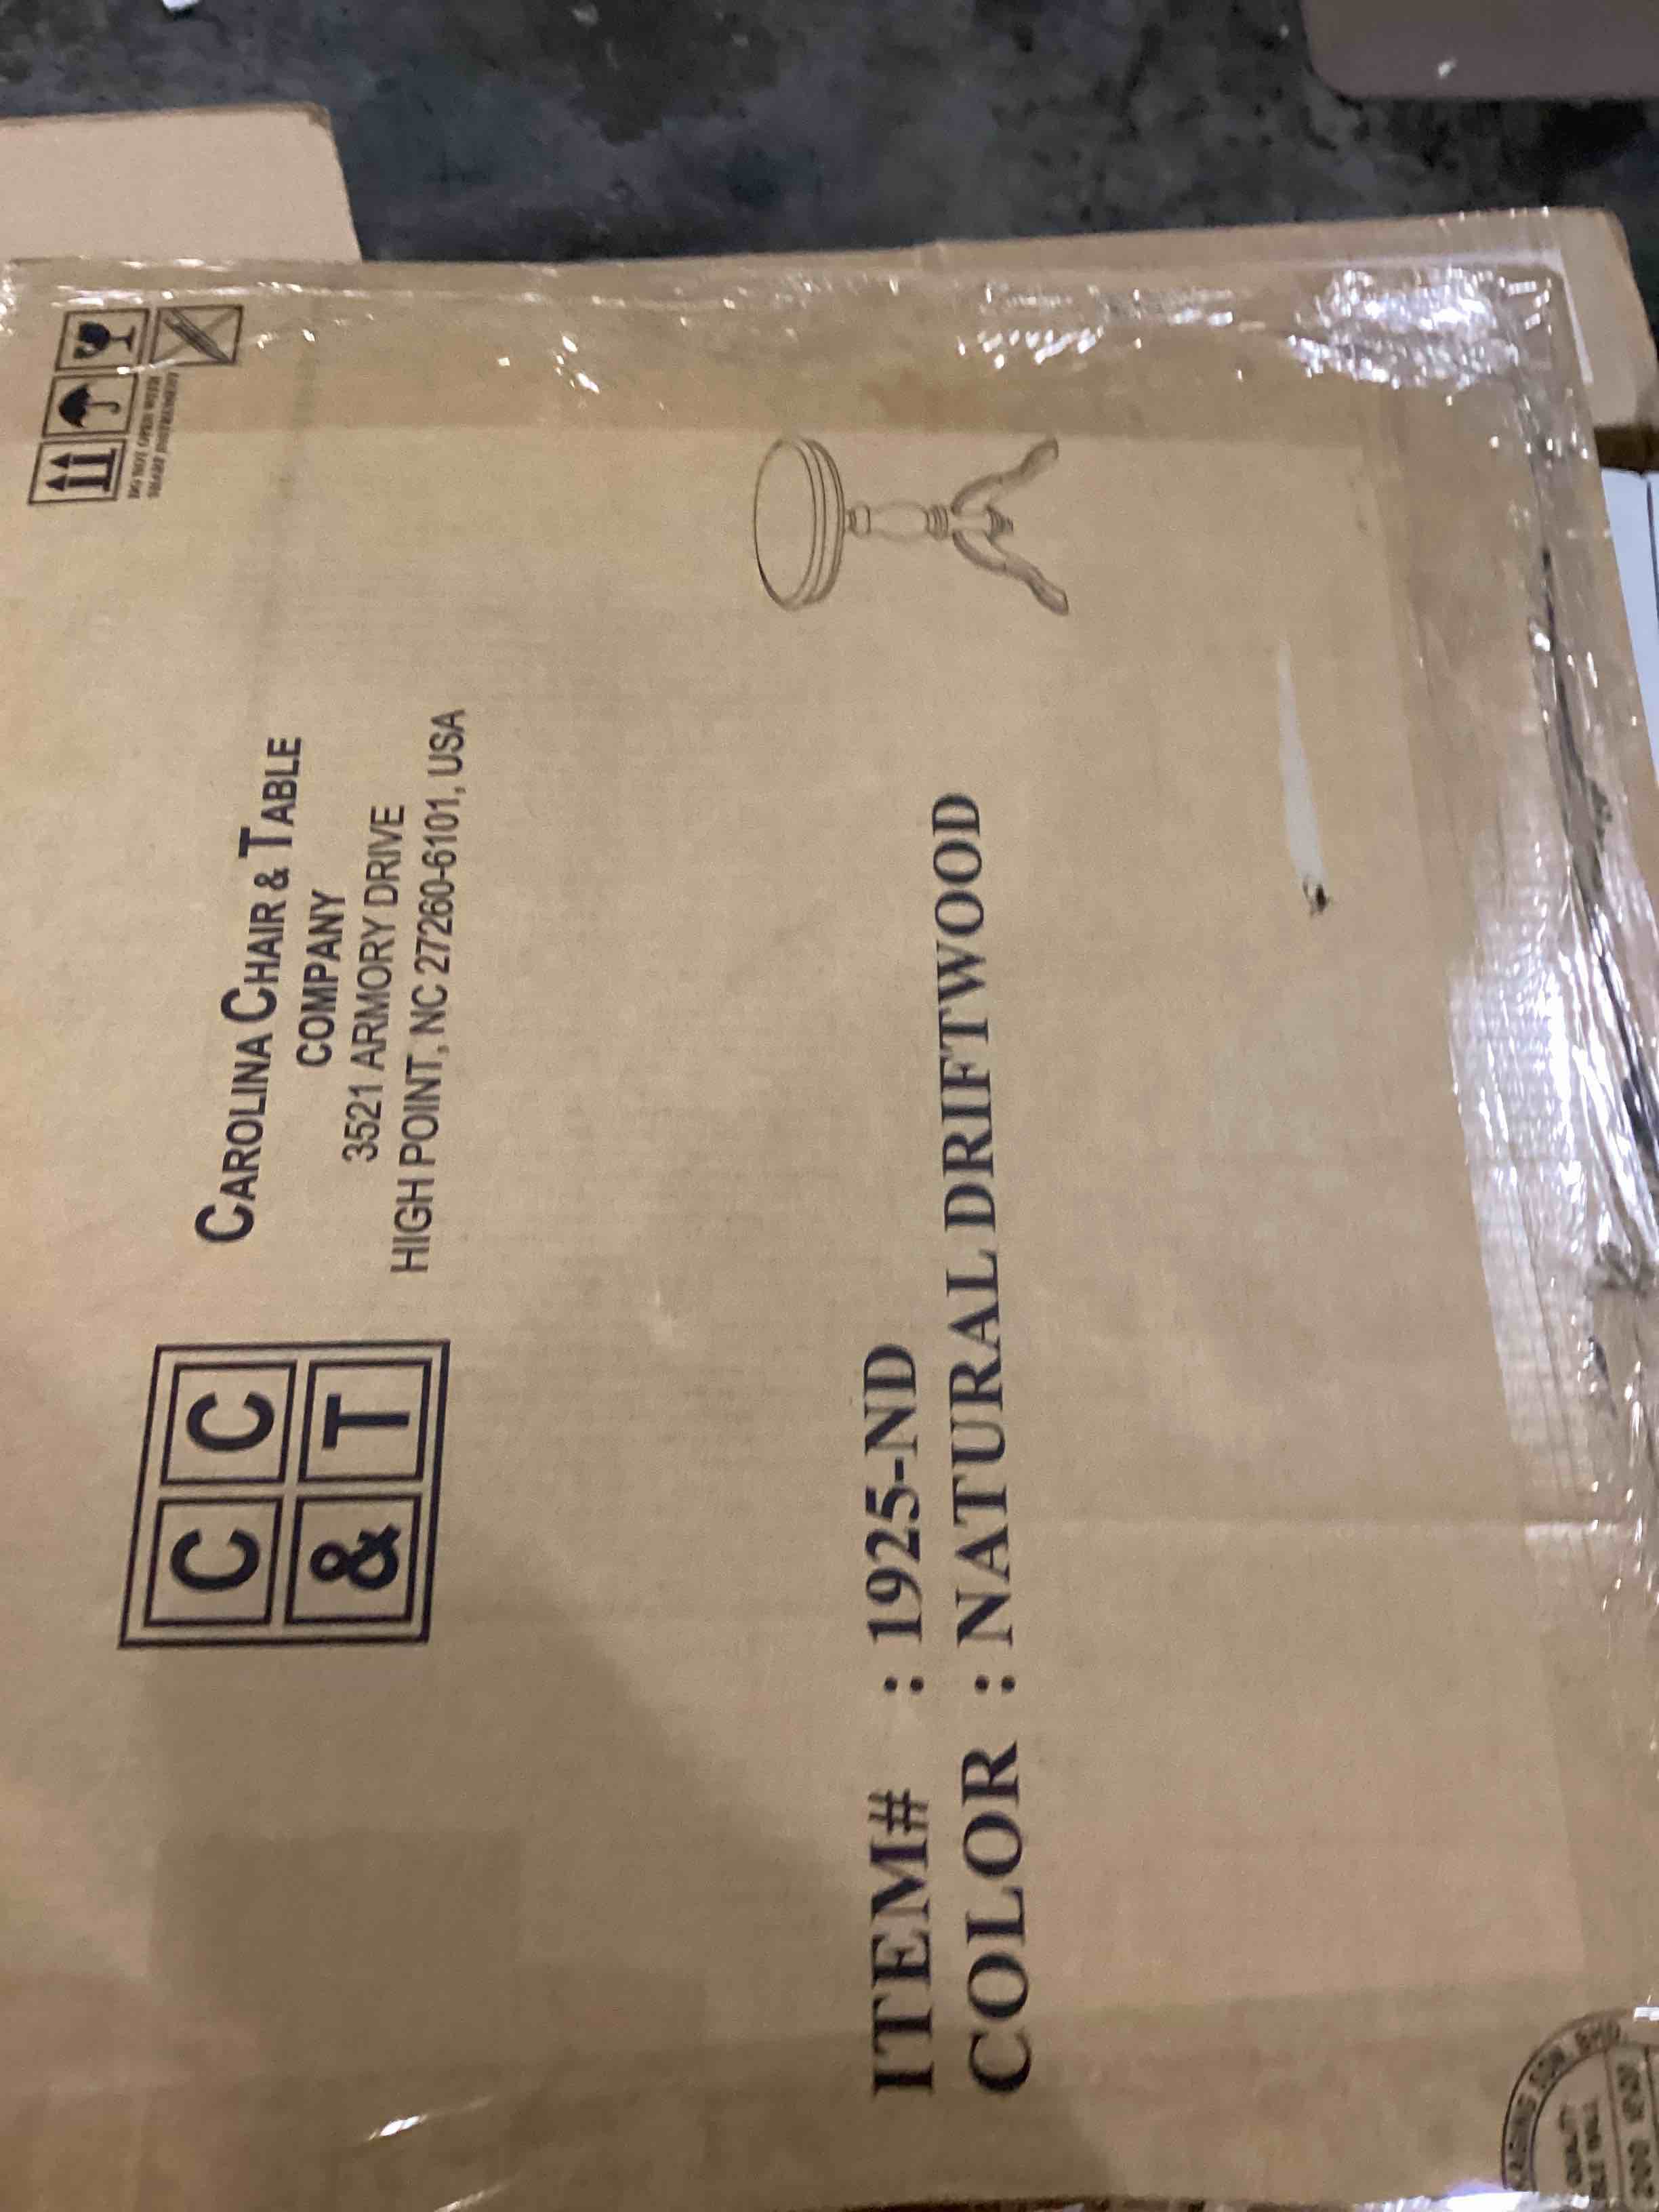 CAROLINA CHAIR & TABLE
COMPANY
3521 ARMORY DRIVE
HIGH POINT, NC 27260-6101, USA
C C
& T
ITEM# : 1925-ND
COLOR : NATURAL DRIFTWOOD
QUALITY